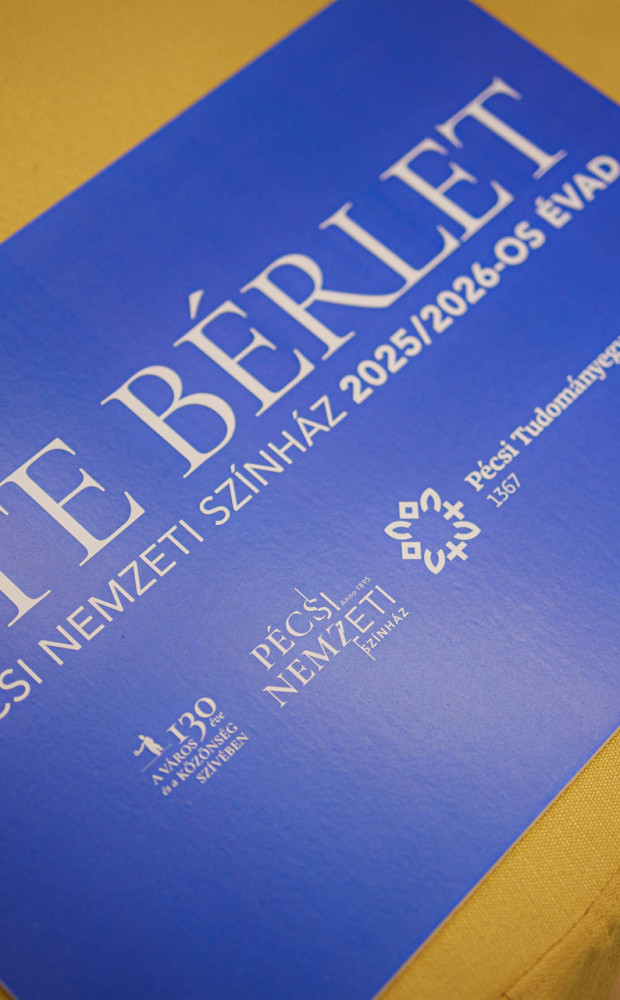 TE BÉRLET
CSI NEMZETI SZÍNHÁZ 2025/2026-OS ÉVAD
Pécsi Tudományegy
1367
PÉCSI
Anno 1895
NEMZETI
SZÍNHÁZ
130 éve
A VÁROS
és a KÖZÖNSÉG
SZÍVÉBEN